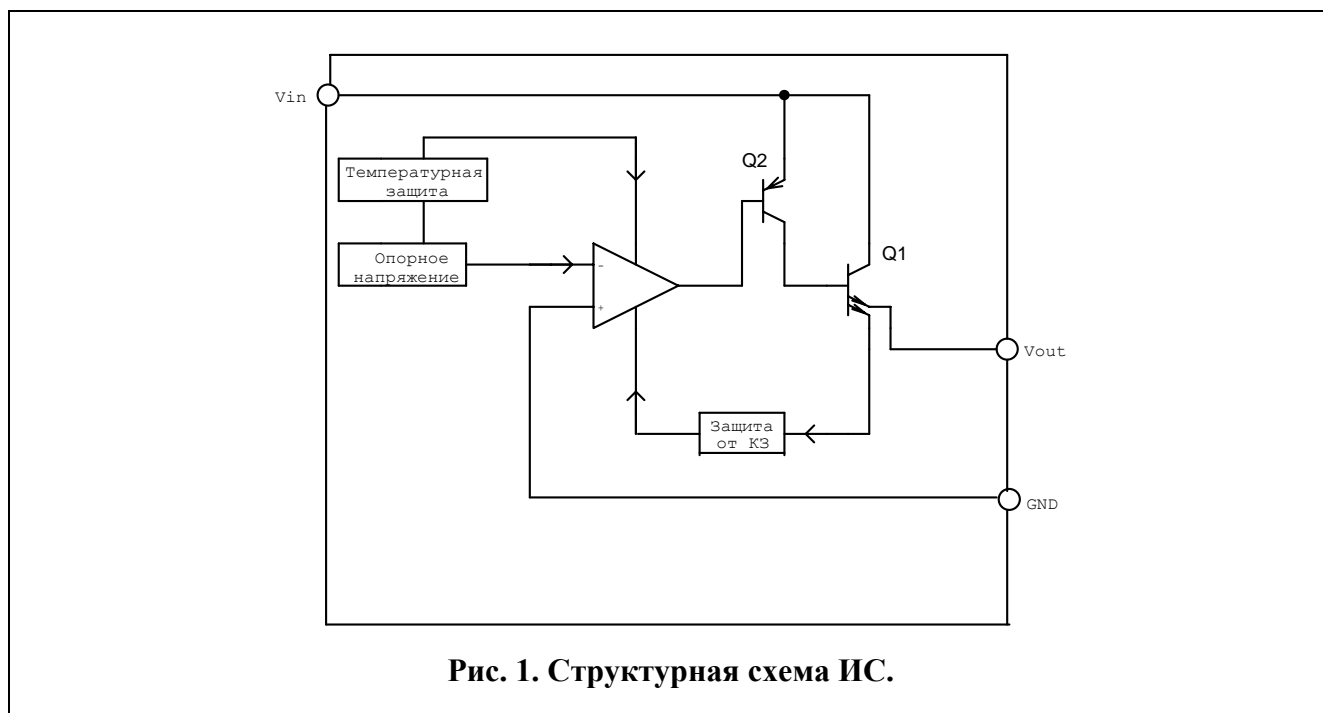 Vin
Температурная
защита
Q2
Опорное
напряжение
-
+
Q1
Vout
Защита
от КЗ
GND
Рис. 1. Структурная схема ИС.